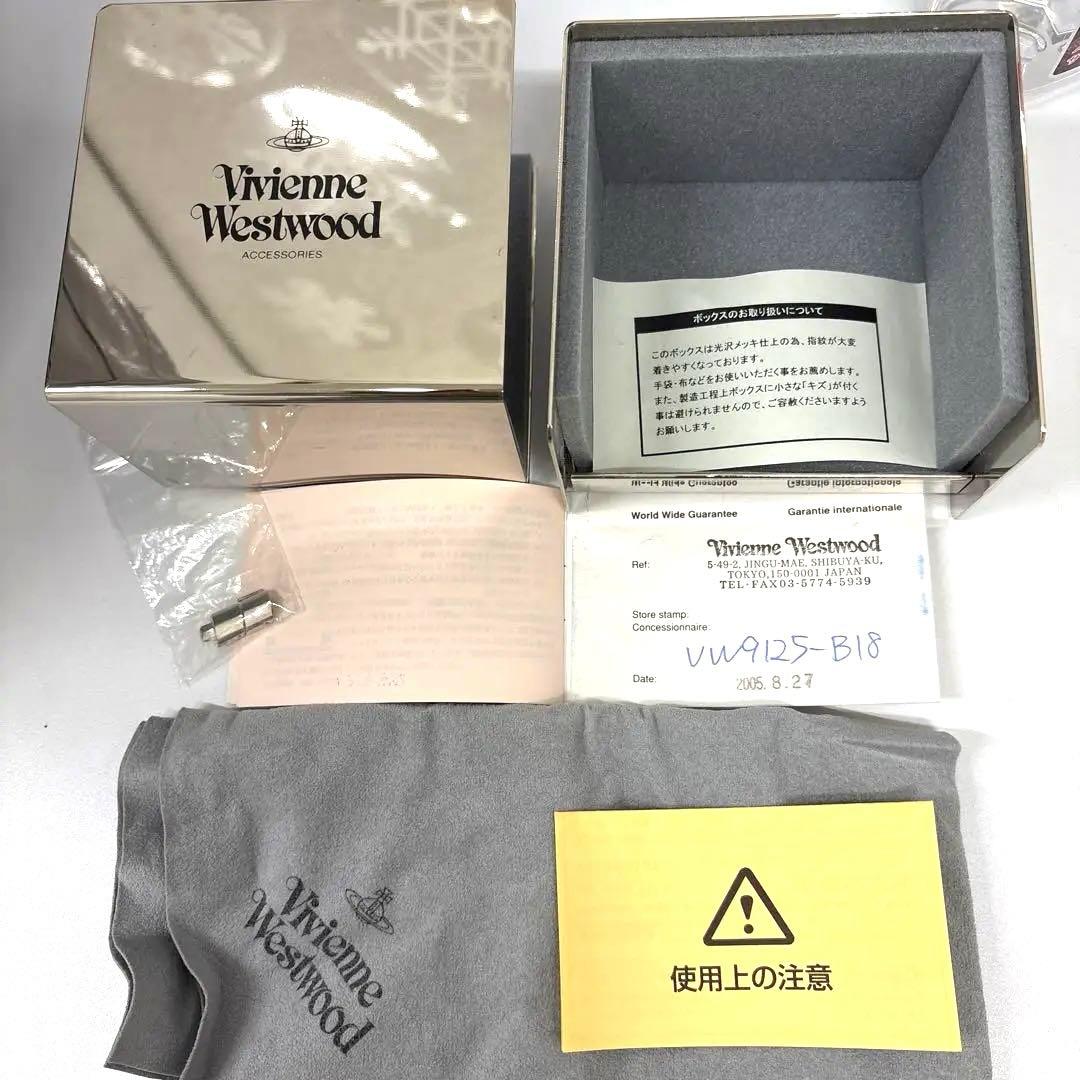 Vivienne
Westwood
ACCESSORIES
ボックスのお取り扱いについて
このボックスは光沢メッキ仕上の為、指紋が大変
着きやすくなっております。
手袋・布などをお使いいただく事をお薦めします。
また、製造工程上ボックスに小さな「キズ」が付く
事は避けられませんので、ご容赦くださいますよう
お願いします。
World Wide Guarantee
Garantie internationale
Vivienne Westwood
Ref:
5-49-2, JINGU-MAE, SHIBUYA-KU,
TOKYO,150-0001 JAPAN
TEL·FAX03-5774-5939
Store stamp:
Concessionnaire:
VW9125-B18
Date:
2005. 8. 27
Vivienne
Westwood
使用上の注意